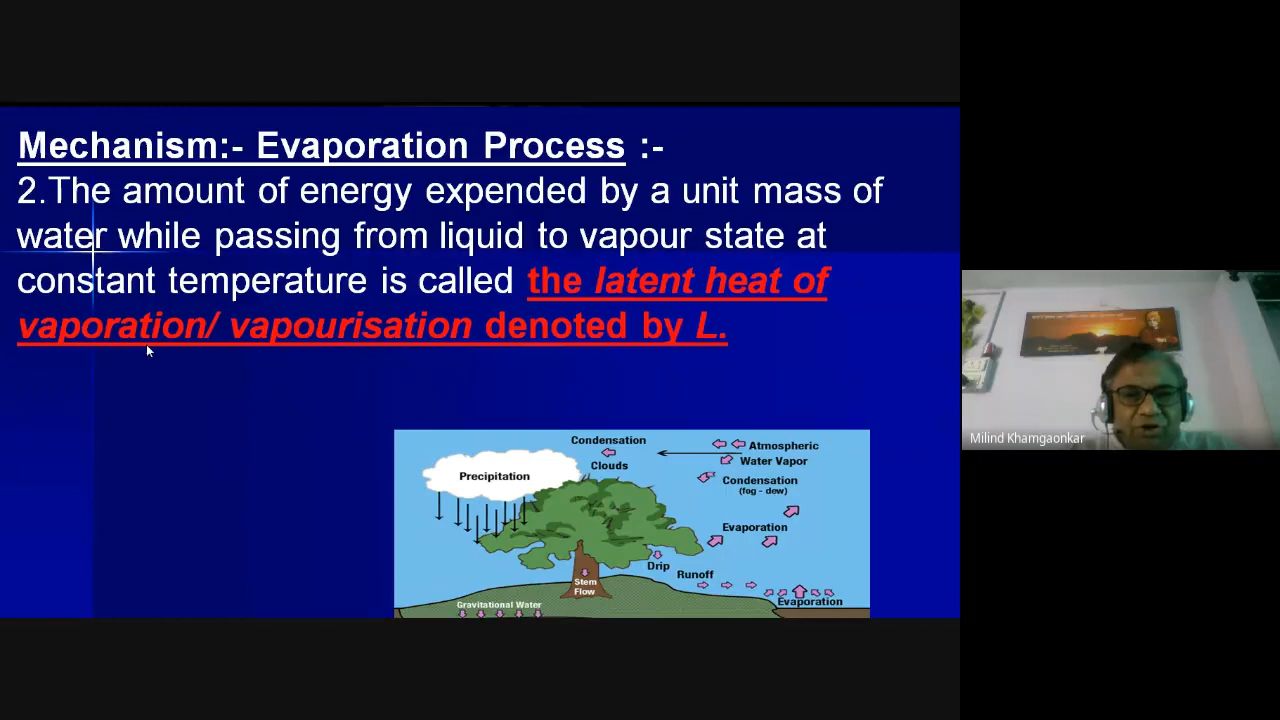 Mechanism:- Evaporation Process :-
2.The amount of energy expended by a unit mass of
water while passing from liquid to vapour state at
constant temperature is called the latent heat of
vaporation/ vapourisation denoted by L.
Condensation
Clouds
Precipitation
Atmospheric
Water Vapor
Condensation
(fog - dew)
Evaporation
Drip
Runoff
Stem
Flow
Evaporation
Gravitational Water
Milind Khamgaonkar